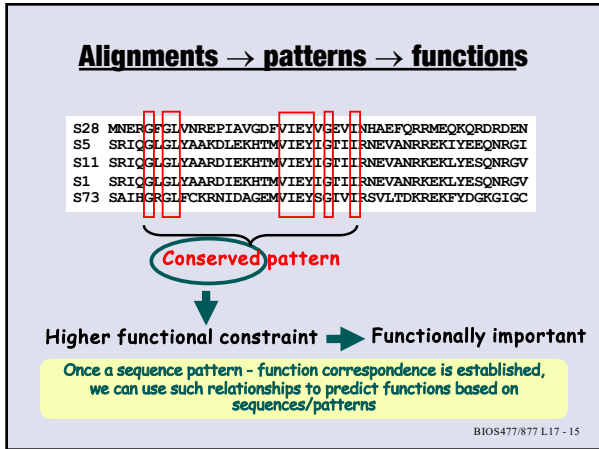 Alignments → patterns → functions
S28 MNERGFGLVNREPIAVGDFVIEYVGEVINHAEFQRRMEQKQRDRDEN
S5 SRIQGLGLYAAKDLEKHTMVIEYIGTIIRNEVANRREKIYEEQNRGI
S11 SRIQGLGLYAARDIEKHTMVIEYIGTIIRNEVANRKEKLYESQNRGV
S1 SRIQGLGLYAARDIEKHTMVIEYIGTIIRNEVANRKEKLYESQNRGV
S73 SAIHGRGLFCKRNIDAGEMVIEYSGIVIRSVLTDKREKFYDGKGIGC
Conserved pattern
Higher functional constraint Functionally important
Once a sequence pattern - function correspondence is established,
we can use such relationships to predict functions based on
sequences/patterns
BIOS477/877 L17 - 15